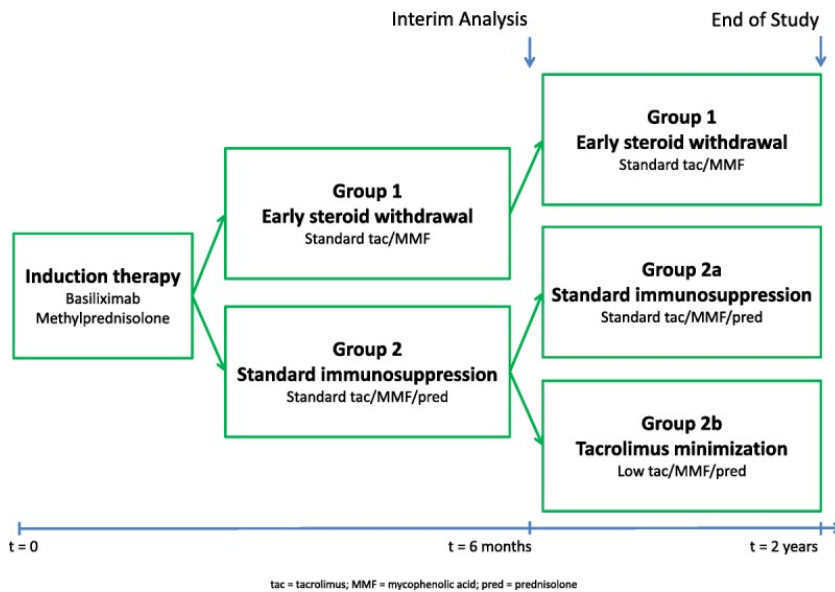 Interim Analysis
End of Study
Induction therapy
Basiliximab
Methylprednisolone
Group 1
Early steroid withdrawal
Standard tac/MMF
Group 2
Standard immunosuppression
Standard tac/MMF/pred
Group 1
Early steroid withdrawal
Standard tac/MMF
Group 2a
Standard immunosuppression
Standard tac/MMF/pred
Group 2b
Tacrolimus minimization
Low tac/MMF/pred
t = 0
t = 6 months
t = 2 years
tac = tacrolimus; MMF = mycophenolic acid; pred = prednisolone